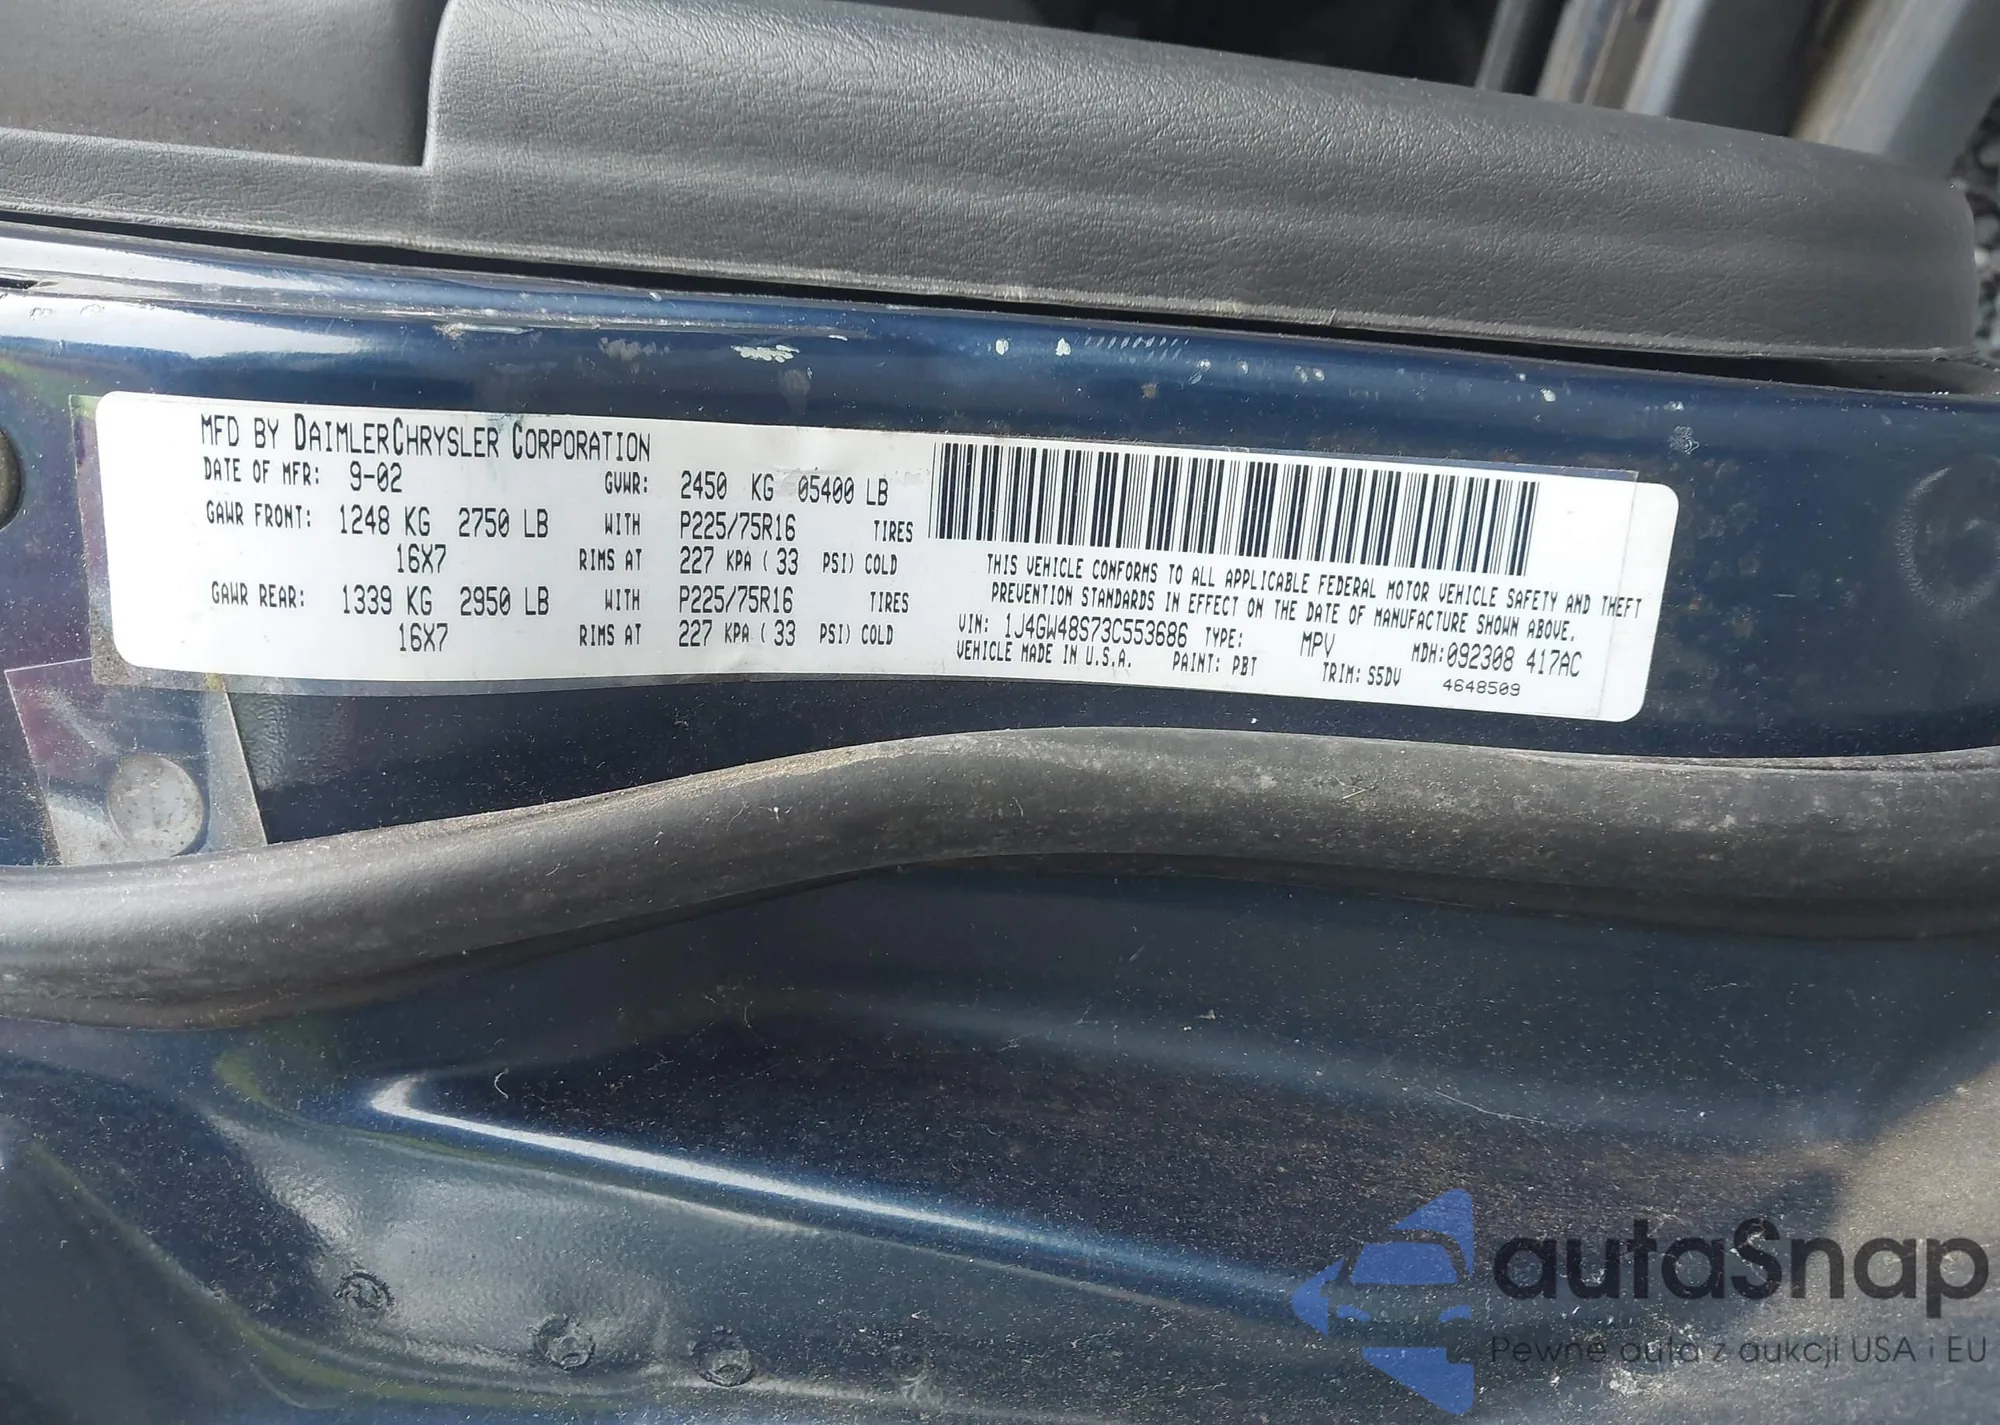 MFD BY DAIMLERCHRYSLER CORPORATION
DATE OF MFR: 9-02 GVWR: 2450 KG 05400 LB
GAWR FRONT: 1248 KG 2750 LB WITH P225/75R16 TIRES
16X7 RIMS AT 227 KPA ( 33 PSI) COLD
GAWR REAR: 1339 KG 2950 LB WITH P225/75R16 TIRES
16X7 RIMS AT 227 KPA ( 33 PSI) COLD
THIS VEHICLE CONFORMS TO ALL APPLICABLE FEDERAL MOTOR VEHICLE SAFETY AND THEFT
PREVENTION STANDARDS IN EFFECT ON THE DATE OF MANUFACTURE SHOWN ABOVE.
VIN: 1J4GW48S73C553686 TYPE: MPV MDH:092308 417AC
VEHICLE MADE IN U.S.A. PAINT: PBT TRIM: S5DV 4648509
autaSnap
Pewne auta z aukcji USA i EU